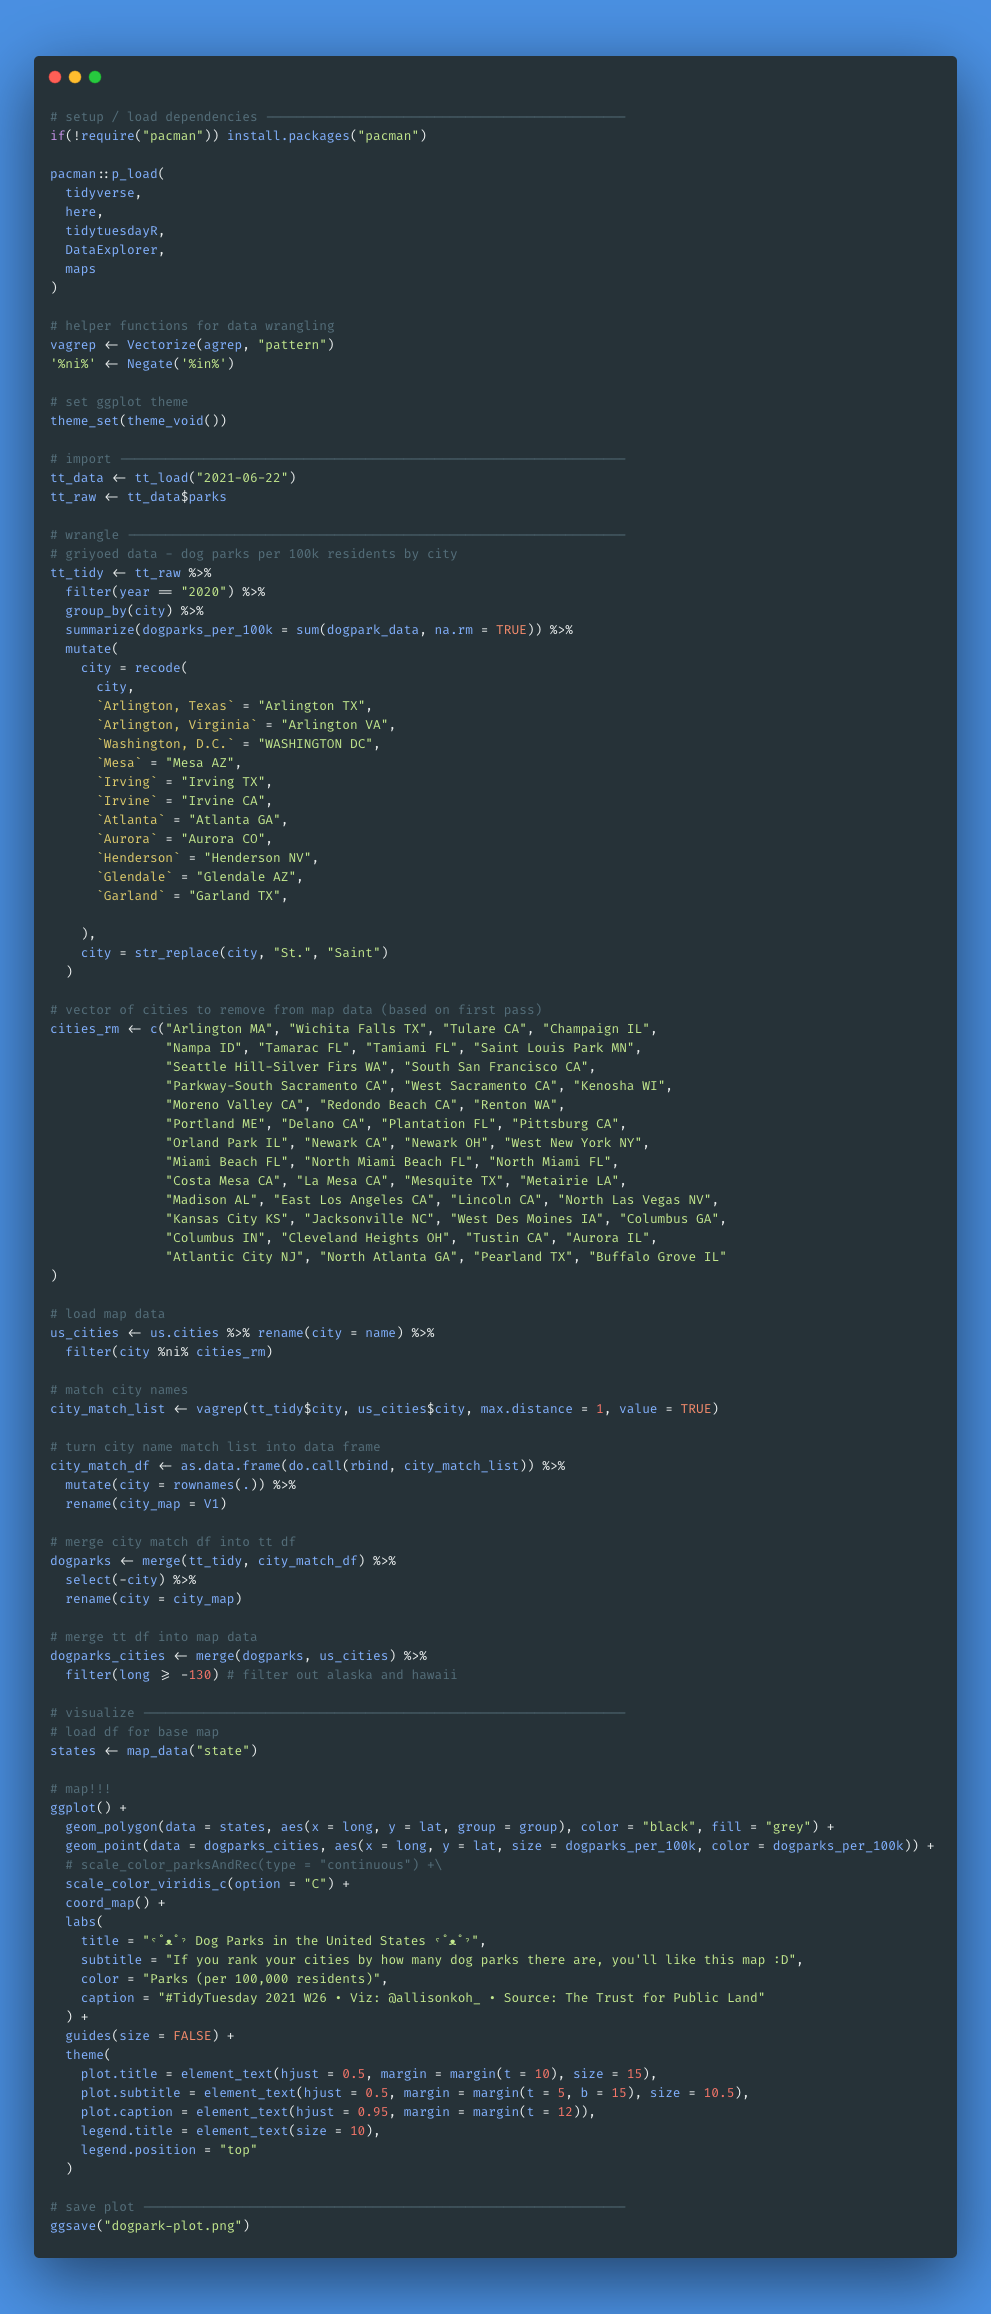 # setup / load dependencies ───────────────────────────────────────────────
if(!require("pacman")) install.packages("pacman")
pacman::p_load(
  tidyverse,
  here,
  tidytuesdayR,
  DataExplorer,
  maps
)
# helper functions for data wrangling
vagrep <- Vectorize(agrep, "pattern")
'%ni%' <- Negate('%in%')
# set ggplot theme
theme_set(theme_void())
# import ──────────────────────────────────────────────────────────────────
tt_data <- tt_load("2021-06-22")
tt_raw <- tt_data$parks
# wrangle ─────────────────────────────────────────────────────────────────
# griyoed data - dog parks per 100k residents by city
tt_tidy <- tt_raw %>%
  filter(year == "2020") %>%
  group_by(city) %>%
  summarize(dogparks_per_100k = sum(dogpark_data, na.rm = TRUE)) %>%
  mutate(
    city = recode(
      city,
      `Arlington, Texas` = "Arlington TX",
      `Arlington, Virginia` = "Arlington VA",
      `Washington, D.C.` = "WASHINGTON DC",
      `Mesa` = "Mesa AZ",
      `Irving` = "Irving TX",
      `Irvine` = "Irvine CA",
      `Atlanta` = "Atlanta GA",
      `Aurora` = "Aurora CO",
      `Henderson` = "Henderson NV",
      `Glendale` = "Glendale AZ",
      `Garland` = "Garland TX",
    ),
    city = str_replace(city, "St.", "Saint")
  )
# vector of cities to remove from map data (based on first pass)
cities_rm <- c("Arlington MA", "Wichita Falls TX", "Tulare CA", "Champaign IL",
               "Nampa ID", "Tamarac FL", "Tamiami FL", "Saint Louis Park MN",
               "Seattle Hill-Silver Firs WA", "South San Francisco CA",
               "Parkway-South Sacramento CA", "West Sacramento CA", "Kenosha WI",
               "Moreno Valley CA", "Redondo Beach CA", "Renton WA",
               "Portland ME", "Delano CA", "Plantation FL", "Pittsburg CA",
               "Orland Park IL", "Newark CA", "Newark OH", "West New York NY",
               "Miami Beach FL", "North Miami Beach FL", "North Miami FL",
               "Costa Mesa CA", "La Mesa CA", "Mesquite TX", "Metairie LA",
               "Madison AL", "East Los Angeles CA", "Lincoln CA", "North Las Vegas NV",
               "Kansas City KS", "Jacksonville NC", "West Des Moines IA", "Columbus GA",
               "Columbus IN", "Cleveland Heights OH", "Tustin CA", "Aurora IL",
               "Atlantic City NJ", "North Atlanta GA", "Pearland TX", "Buffalo Grove IL"
)
# load map data
us_cities <- us.cities %>% rename(city = name) %>%
  filter(city %ni% cities_rm)
# match city names
city_match_list <- vagrep(tt_tidy$city, us_cities$city, max.distance = 1, value = TRUE)
# turn city name match list into data frame
city_match_df <- as.data.frame(do.call(rbind, city_match_list)) %>%
  mutate(city = rownames(.)) %>%
  rename(city_map = V1)
# merge city match df into tt df
dogparks <- merge(tt_tidy, city_match_df) %>%
  select(-city) %>%
  rename(city = city_map)
# merge tt df into map data
dogparks_cities <- merge(dogparks, us_cities) %>%
  filter(long >= -130) # filter out alaska and hawaii
# visualize ───────────────────────────────────────────────────────────────
# load df for base map
states <- map_data("state")
# map!!!
ggplot() +
  geom_polygon(data = states, aes(x = long, y = lat, group = group), color = "black", fill = "grey") +
  geom_point(data = dogparks_cities, aes(x = long, y = lat, size = dogparks_per_100k, color = dogparks_per_100k)) +
  # scale_color_parksAndRec(type = "continuous") +\
  scale_color_viridis_c(option = "C") +
  coord_map() +
  labs(
    title = "ˁ˚ᴥ˚ˀ Dog Parks in the United States ˁ˚ᴥ˚ˀ",
    subtitle = "If you rank your cities by how many dog parks there are, you'll like this map :D",
    color = "Parks (per 100,000 residents)",
    caption = "#TidyTuesday 2021 W26 • Viz: @allisonkoh_ • Source: The Trust for Public Land"
  ) +
  guides(size = FALSE) +
  theme(
    plot.title = element_text(hjust = 0.5, margin = margin(t = 10), size = 15),
    plot.subtitle = element_text(hjust = 0.5, margin = margin(t = 5, b = 15), size = 10.5),
    plot.caption = element_text(hjust = 0.95, margin = margin(t = 12)),
    legend.title = element_text(size = 10),
    legend.position = "top"
  )
# save plot ───────────────────────────────────────────────────────────────
ggsave("dogpark-plot.png")